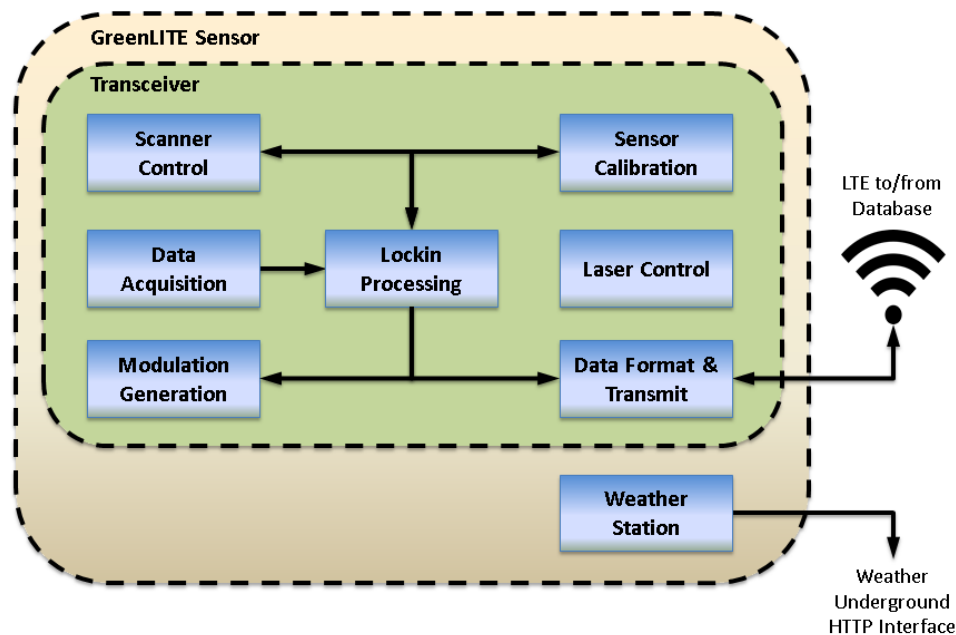 GreenLITE Sensor
Transceiver
Scanner
Control
Sensor
Calibration
LTE to/from
Database
Data
Acquisition
Lockin
Processing
Laser Control
Modulation
Generation
Data Format &
Transmit
Weather
Station
Weather
Underground
HTTP Interface